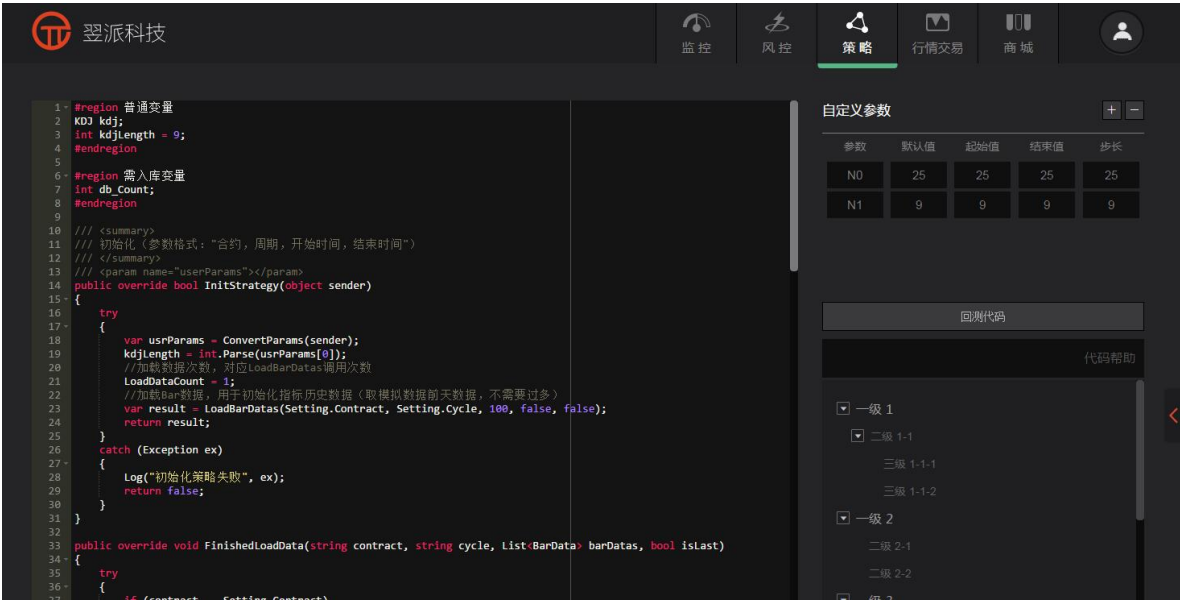 翌派科技
监控
风控
策略
行情交易
商城
1 #region 普通变量
2 KDJ kdj;
3 int kdjLength = 9;
4 #endregion
5
6 #region 需入库变量
7 int db_Count;
8 #endregion
9
10 /// <summary>
11 /// 初始化（参数格式："合约，周期，开始时间，结束时间"）
12 /// </summary>
13 /// <param name="userParams"></param>
14 public override bool InitStrategy(object sender)
15 {
16 try
17 {
18 var usrParams = ConvertParams(sender);
19 kdjLength = int.Parse(usrParams[0]);
20 //加载数据次数，对应LoadBarDatas调用次数
21 LoadDataCount = 1;
22 //加载Bar数据，用于初始化指标历史数据（取模拟数据前天数据，不需要过多）
23 var result = LoadBarDatas(Setting.Contract, Setting.Cycle, 100, false, false);
24 return result;
25 }
26 catch (Exception ex)
27 {
28 Log("初始化策略失败", ex);
29 return false;
30 }
31 }
32
33 public override void FinishedLoadData(string contract, string cycle, List<BarData> barDatas, bool isLast)
34 {
35 try
36 {
自定义参数 + −
参数 默认值 起始值 结束值 步长
N0 25 25 25 25
N1 9 9 9 9
回测代码
代码帮助
一级 1
二级 1-1
三级 1-1-1
三级 1-1-2
一级 2
二级 2-1
二级 2-2